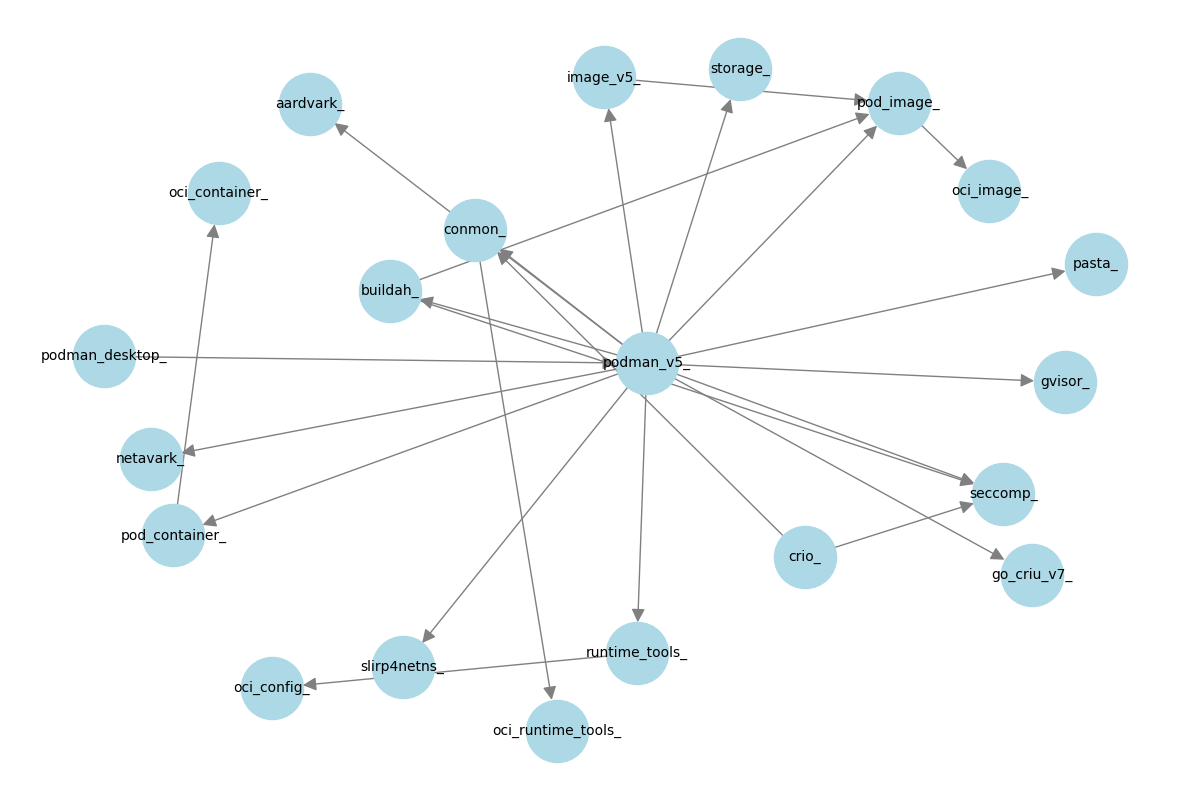 storage_
image_v5_
pod_image_
aardvark_
oci_image_
oci_container_
conmon_
pasta_
buildah_
podman_desktop_
podman_v5_
gvisor_
netavark_
seccomp_
pod_container_
crio_
go_criu_v7_
runtime_tools_
slirp4netns_
oci_config_
oci_runtime_tools_